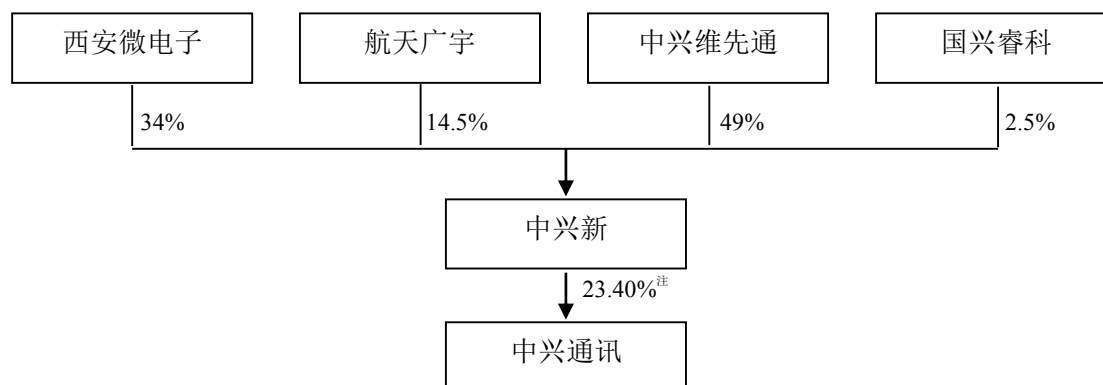 西安微电子 航天广宇 中兴维先通 国兴睿科
34% 14.5% 49% 2.5%
中兴新
23.40%注
中兴通讯